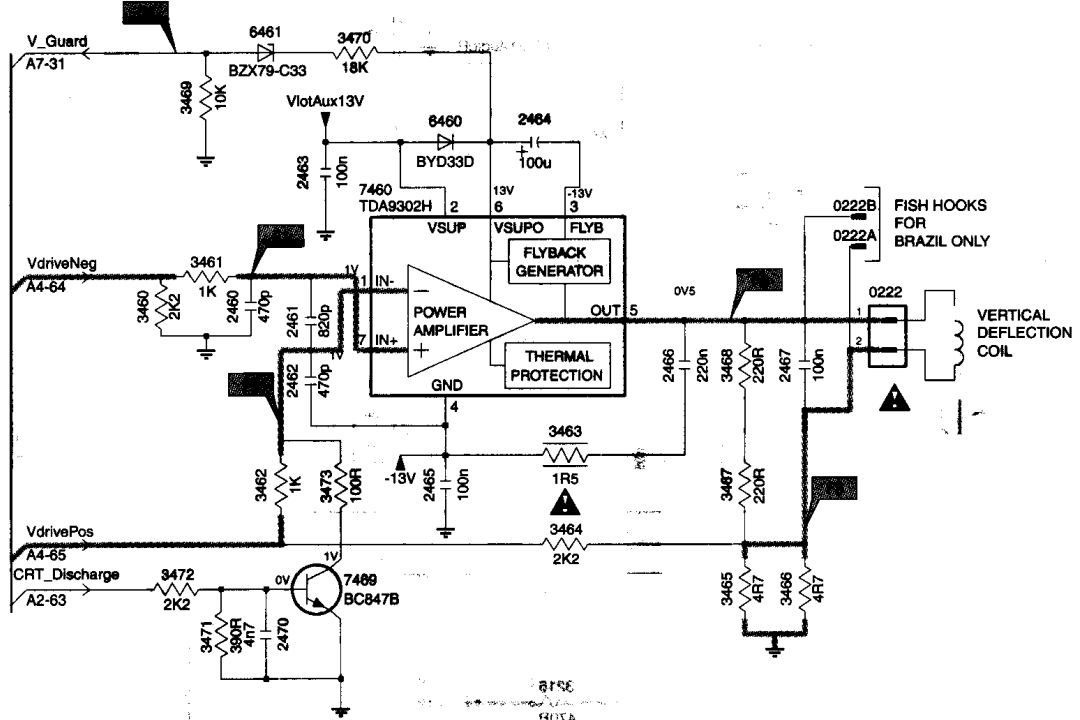 V_Guard
A7-31
6461
BZX79-C33
3470
18K
3469
10K
VlotAux13V
6460
BYD33D
2464
+
100u
2463
100n
7460
TDA9302H
2
13V
6
-13V
3
VSUP
VSUPO
FLYB
FLYBACK
GENERATOR
0222B
0222A
FISH HOOKS
FOR
BRAZIL ONLY
VdriveNeg
A4-64
3461
1K
3460
2K2
2460
470p
2461
820p
1V
1
IN-
POWER
AMPLIFIER
OUT
5
0V5
0222
1
2
VERTICAL
DEFLECTION
COIL
7
IN+
1V
THERMAL
PROTECTION
GND
4
2462
470p
2466
220n
3468
220R
2467
100n
3463
1R5
-13V
2465
100n
3462
1K
3473
100R
3467
220R
VdrivePos
A4-65
3464
2K2
CRT_Discharge
A2-63
3472
2K2
0V
1V
7469
BC847B
3465
4R7
3466
4R7
3471
390R
4n7
2470